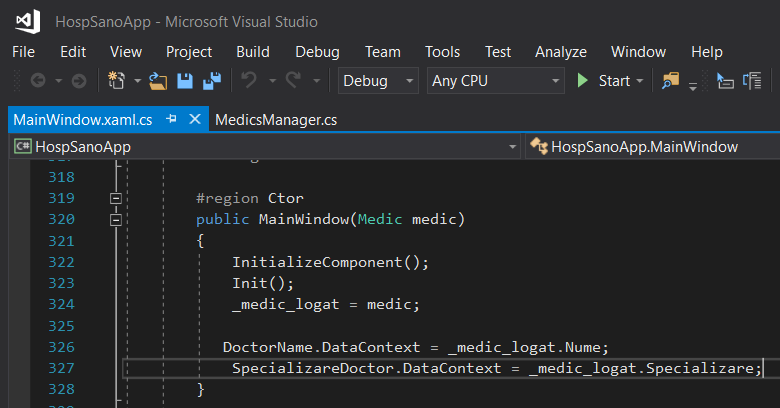 HospSanoApp - Microsoft Visual Studio
File Edit View Project Build Debug Team Tools Test Analyze Window Help
Debug Any CPU Start
MainWindow.xaml.cs MedicsManager.cs
C# HospSanoApp HospSanoApp.MainWindow
318
319 #region Ctor
320 public MainWindow(Medic medic)
321 {
322 InitializeComponent();
323 Init();
324 _medic_logat = medic;
325
326 DoctorName.DataContext = _medic_logat.Nume;
327 SpecializareDoctor.DataContext = _medic_logat.Specializare;
328 }